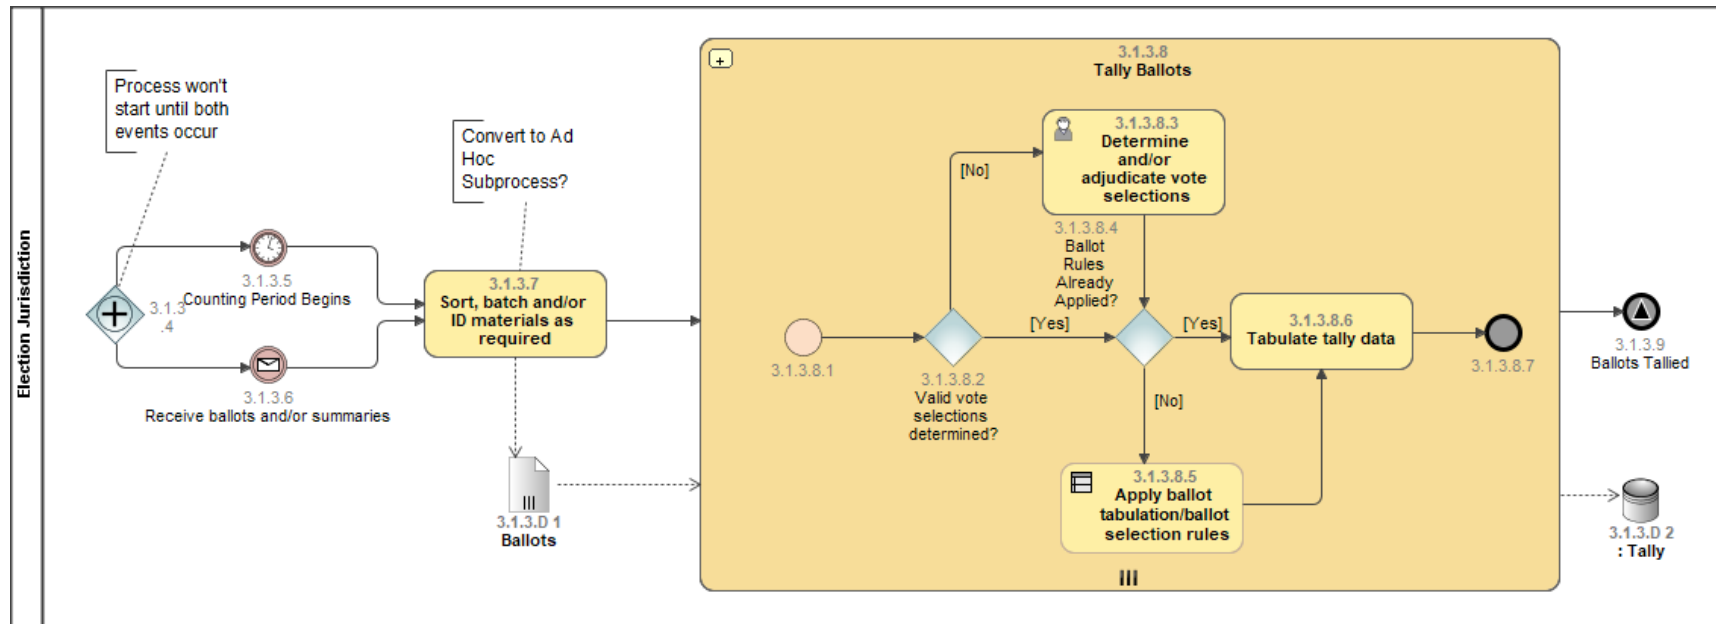 Election Jurisdiction
Process won't
start until both
events occur
Convert to Ad
Hoc
Subprocess?
3.1.3
.4
3.1.3.5
Counting Period Begins
3.1.3.6
Receive ballots and/or summaries
3.1.3.7
Sort, batch and/or
ID materials as
required
3.1.3.D 1
Ballots
3.1.3.8
Tally Ballots
3.1.3.8.1
3.1.3.8.2
Valid vote
selections
determined?
[No]
[Yes]
3.1.3.8.3
Determine
and/or
adjudicate vote
selections
3.1.3.8.4
Ballot
Rules
Already
Applied?
[Yes]
[No]
3.1.3.8.5
Apply ballot
tabulation/ballot
selection rules
3.1.3.8.6
Tabulate tally data
3.1.3.8.7
3.1.3.9
Ballots Tallied
3.1.3.D 2
: Tally